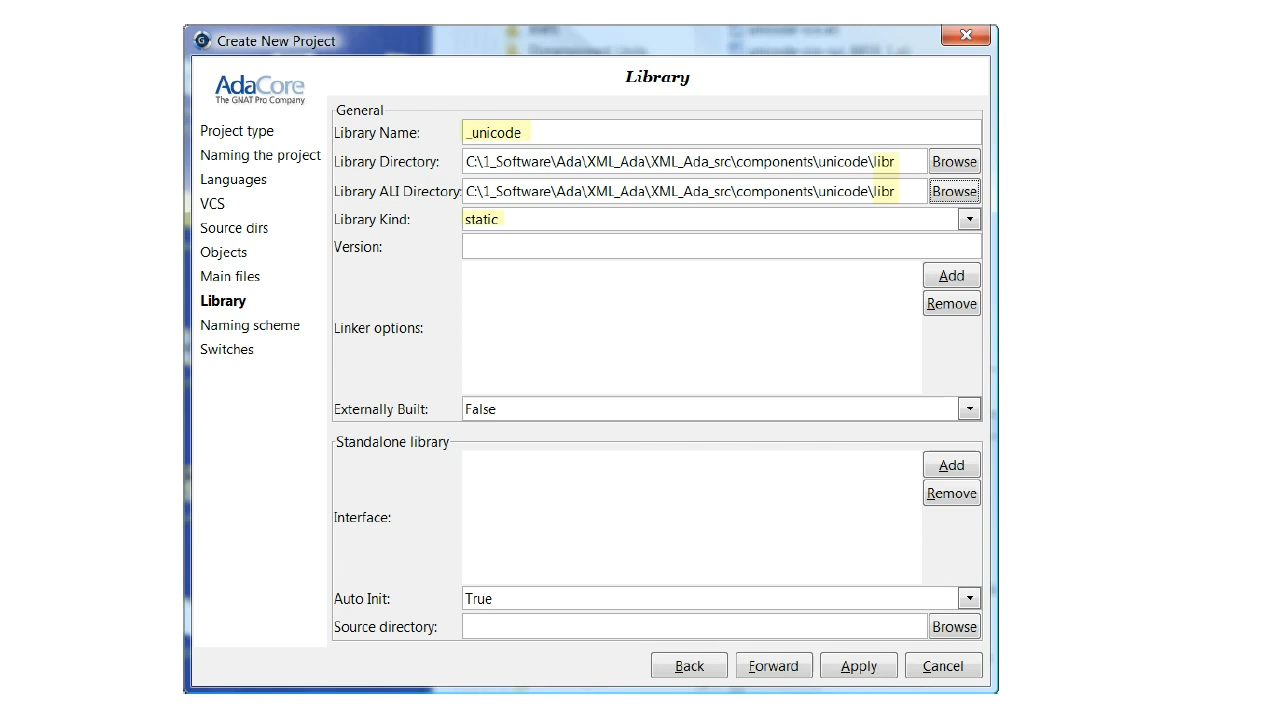 Create New Project
AdaCore
The GNAT Pro Company
Library
Project type
Naming the project
Languages
VCS
Source dirs
Objects
Main files
Library
Naming scheme
Switches
General
Library Name: _unicode
Library Directory: C:\1_Software\Ada\XML_Ada\XML_Ada_src\components\unicode\libr Browse
Library ALI Directory: C:\1_Software\Ada\XML_Ada\XML_Ada_src\components\unicode\libr Browse
Library Kind: static
Version:
Add
Remove
Linker options:
Externally Built: False
Standalone library
Add
Remove
Interface:
Auto Init: True
Source directory: Browse
Back Forward Apply Cancel